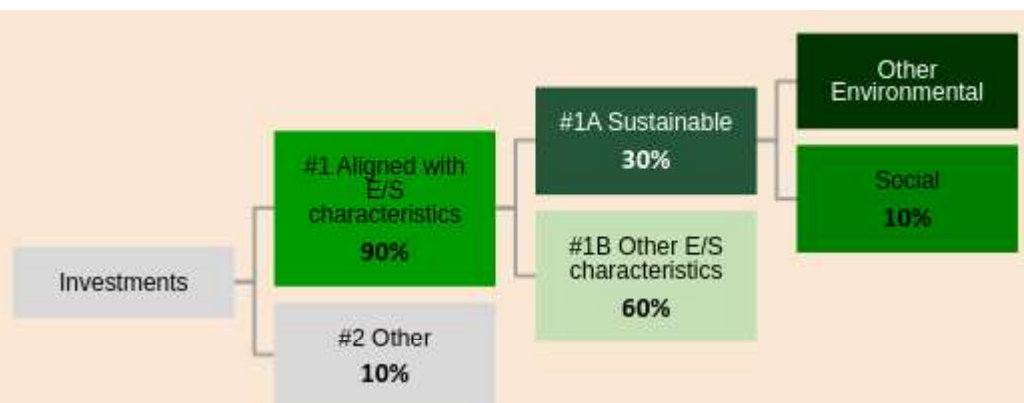 Investments
#1 Aligned with
E/S
characteristics
90%
#2 Other
10%
#1A Sustainable
30%
#1B Other E/S
characteristics
60%
Other
Environmental
Social
10%